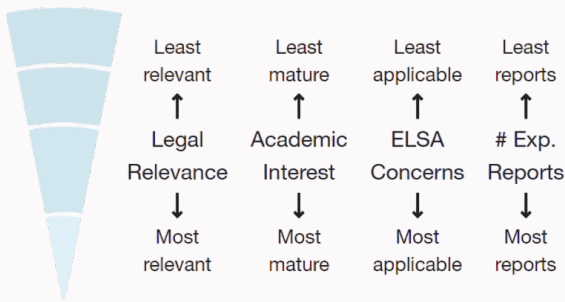 Least Least Least Least
relevant mature applicable reports
Legal Academic ELSA # Exp.
Relevance Interest Concerns Reports
Most Most Most Most
relevant mature applicable reports